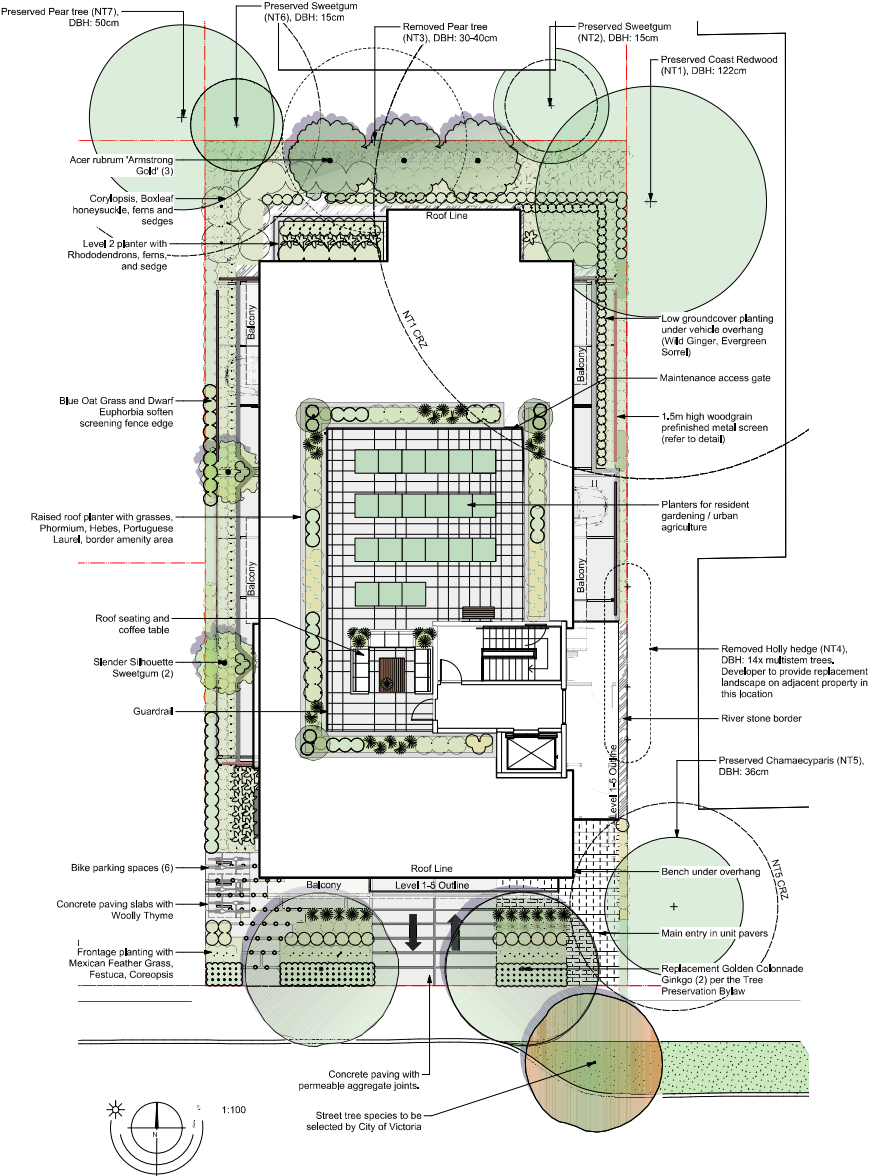 Preserved Pear tree (NT7),
DBH: 50cm
Preserved Sweetgum
(NT6), DBH: 15cm
Removed Pear tree
(NT3), DBH: 30-40cm
Preserved Sweetgum
(NT2), DBH: 15cm
Preserved Coast Redwood
(NT1), DBH: 122cm
Acer rubrum 'Armstrong
Gold' (3)
Corylopsis, Boxleaf
honeysuckle, ferns and
sedges
Level 2 planter with
Rhododendrons, ferns,
and sedge
Roof Line
NT1 CRZ
Balcony
Balcony
Low groundcover planting
under vehicle overhang
(Wild Ginger, Evergreen
Sorrel)
Maintenance access gate
Blue Oat Grass and Dwarf
Euphorbia soften
screening fence edge
1.5m high woodgrain
prefinished metal screen
(refer to detail)
Raised roof planter with grasses,
Phormium, Hebes, Portuguese
Laurel, border amenity area
Planters for resident
gardening / urban
agriculture
Balcony
Balcony
Roof seating and
coffee table
Slender Silhouette
Sweetgum (2)
Guardrail
Removed Holly hedge (NT4),
DBH: 14x multistem trees.
Developer to provide replacement
landscape on adjacent property in
this location
River stone border
Level 1-5 Outline
Preserved Chamaecyparis (NT5),
DBH: 36cm
Bike parking spaces (6)
Roof Line
Bench under overhang
NT5 CRZ
Balcony
Level 1-5 Outline
Concrete paving slabs with
Woolly Thyme
Main entry in unit pavers
Frontage planting with
Mexican Feather Grass,
Festuca, Coreopsis
Replacement Golden Colonnade
Ginkgo (2) per the Tree
Preservation Bylaw
Concrete paving with
permeable aggregate joints.
Street tree species to be
selected by City of Victoria
1:100
N